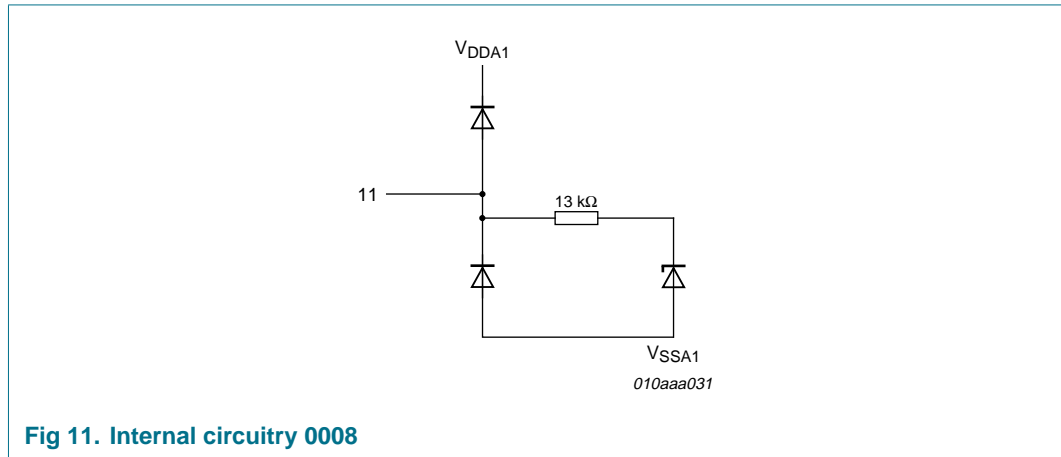 VDDA1
11
13 kΩ
VSSA1
010aaa031
Fig 11. Internal circuitry 0008